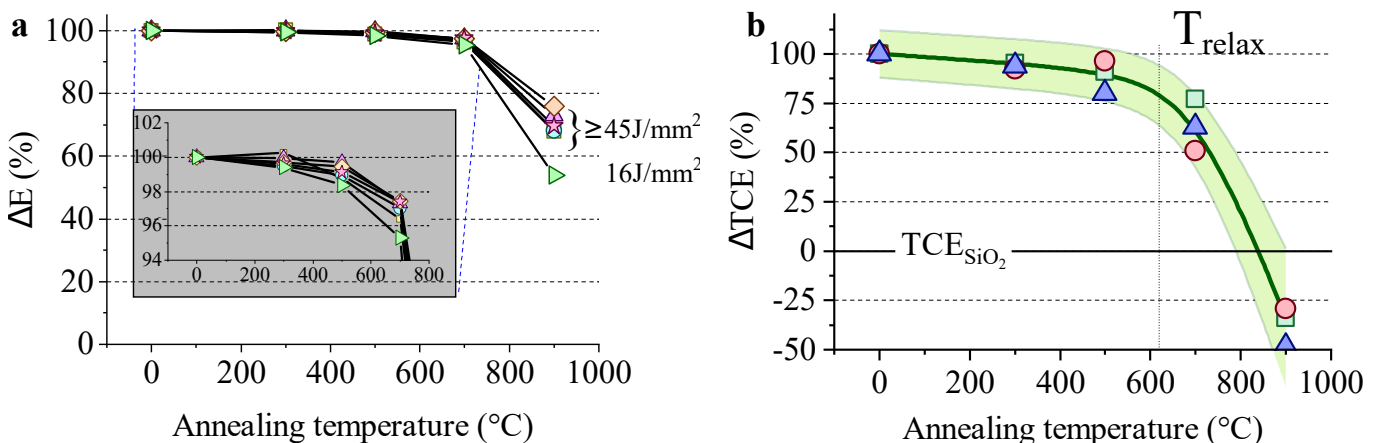 a
ΔE (%)
100
80
60
40
20
0
102
100
98
96
94
0 200 400 600 800
≥45J/mm²
16J/mm²
0 200 400 600 800 1000
Annealing temperature (°C)
b
ΔTCE (%)
T_relax
100
75
50
25
0
-25
-50
TCE_SiO₂
0 200 400 600 800 1000
Annealing temperature (°C)